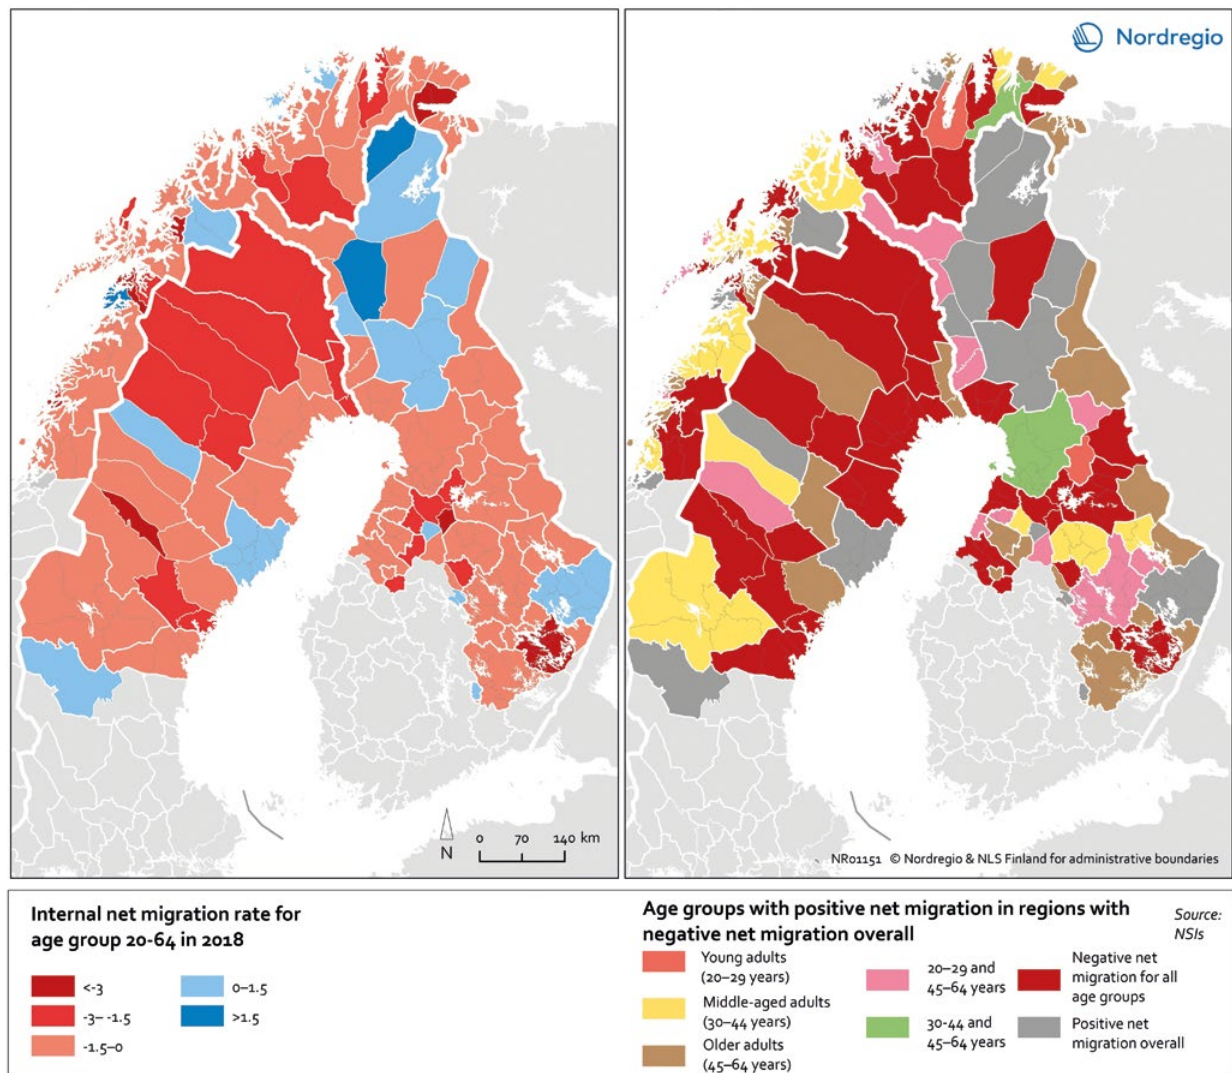 Nordregio
N
0 70 140 km
NR01151 © Nordregio & NLS Finland for administrative boundaries
Internal net migration rate for
age group 20-64 in 2018
<-3
-3– -1.5
-1.5–0
0–1.5
>1.5
Age groups with positive net migration in regions with
negative net migration overall
Source:
NSIs
Young adults
(20–29 years)
Middle-aged adults
(30–44 years)
Older adults
(45–64 years)
20–29 and
45–64 years
30-44 and
45–64 years
Negative net
migration for all
age groups
Positive net
migration overall